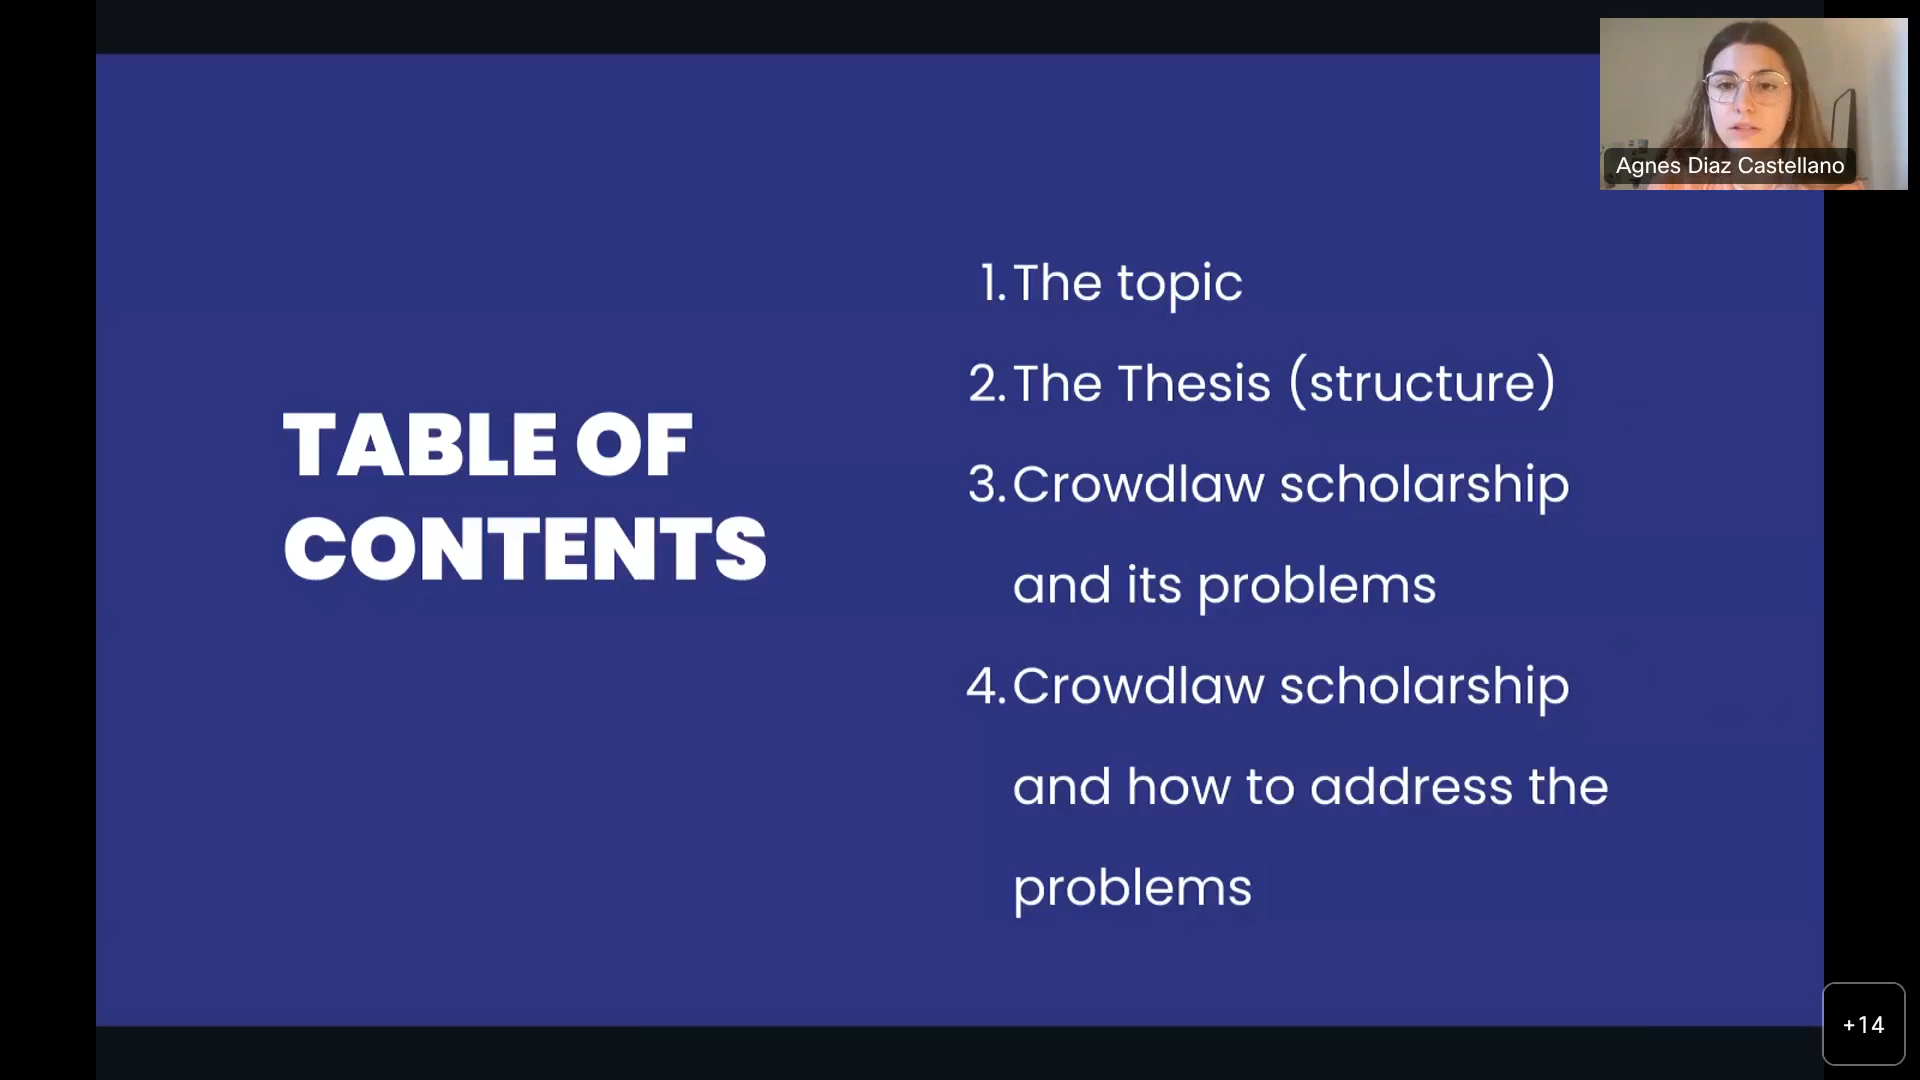 Agnes Diaz Castellano
TABLE OF
CONTENTS
1. The topic
2. The Thesis (structure)
3. Crowdlaw scholarship
and its problems
4. Crowdlaw scholarship
and how to address the
problems
+14